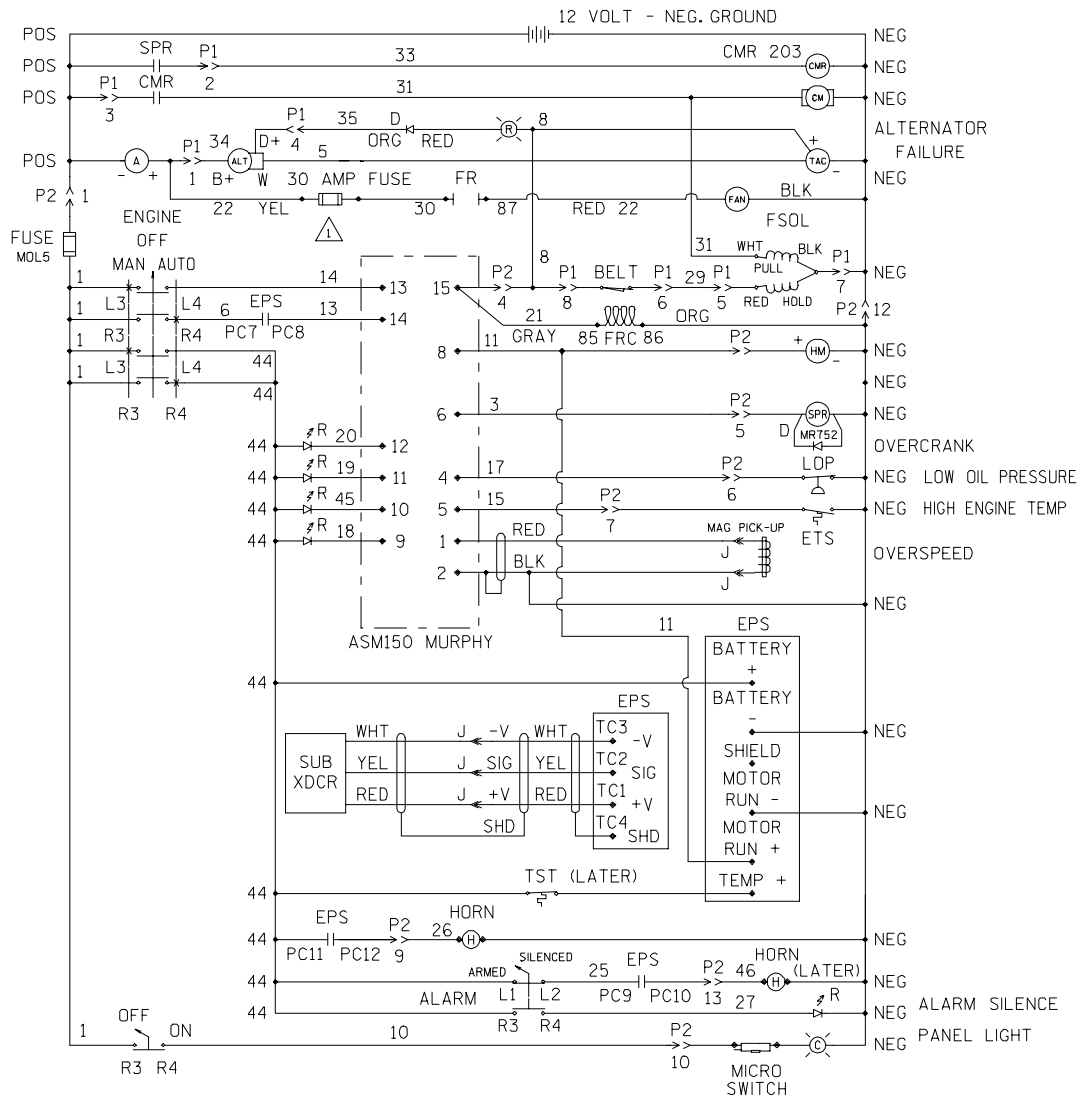 12 VOLT - NEG. GROUND
POS NEG
SPR P1 33 CMR 203
POS 2 CMR NEG
P1 CMR 31
POS 3 CM NEG
P1 35 D R 8 ALTERNATOR
34 D+ 4 ORG RED + FAILURE
P1 5
POS A ALT TAC
- + 1 B+ W 30 AMP FUSE FR - NEG
P2 1 22 YEL 30 87 RED 22 FAN BLK
1 FSOL
ENGINE
OFF
FUSE
MOL5
MAN AUTO
8 31 WHT BLK P1
1 14 13 15 P2 P1 BELT P1 29 P1 PULL NEG
L3 L4 4 8 6 5 RED HOLD 7
1 6 EPS 13 14 21 ORG P2 12
R3 R4 PC7 PC8 GRAY 85 FRC 86
1 44 8 11 P2 + HM - NEG
L3 L4
1 44 NEG
R3 R4 6 3 P2 SPR NEG
5 D MR752
44 R 20 12 OVERCRANK
44 R 19 11 4 17 P2 LOP NEG LOW OIL PRESSURE
6
44 R 45 10 5 15 P2 NEG HIGH ENGINE TEMP
7 ETS
44 R 18 9 1 RED MAG PICK-UP J OVERSPEED
2 BLK J
NEG
ASM150 MURPHY
11 EPS
BATTERY
+
44 BATTERY
-
NEG
EPS
WHT J -V WHT TC3 -V
SUB
XDCR
YEL J SIG YEL TC2 SIG
RED J +V RED TC1 +V
SHD TC4 SHD
SHIELD
MOTOR
RUN -
NEG
MOTOR
RUN +
TST (LATER) TEMP +
44
EPS P2 HORN
44 26 H NEG
PC11 PC12 9
SILENCED EPS HORN
44 ARMED 25 P2 46 H (LATER) NEG
ALARM L1 L2 PC9 PC10 13 27 R
44 NEG ALARM SILENCE
R3 R4
OFF
1 ON 10 P2 C NEG PANEL LIGHT
R3 R4 10 MICRO
SWITCH